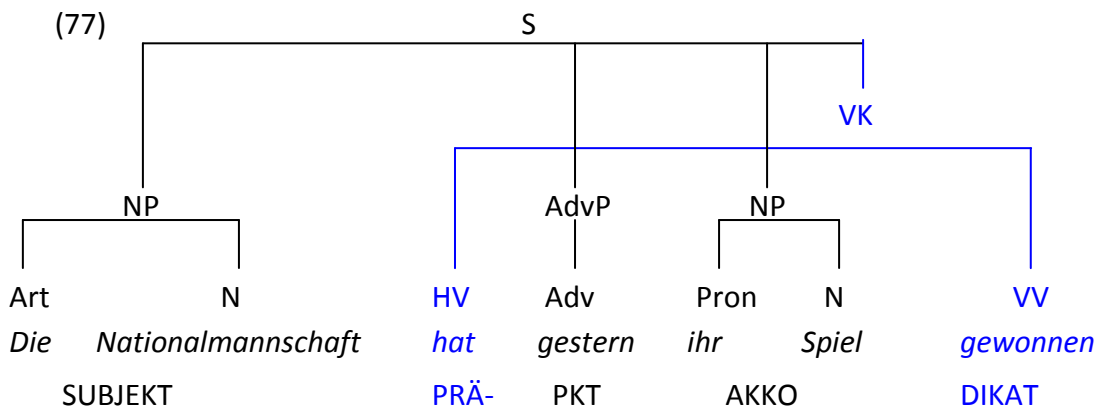 (77) S
VK
NP AdvP NP
Art N HV Adv Pron N VV
Die Nationalmannschaft hat gestern ihr Spiel gewonnen
SUBJEKT PRÄ- PKT AKKO DIKAT